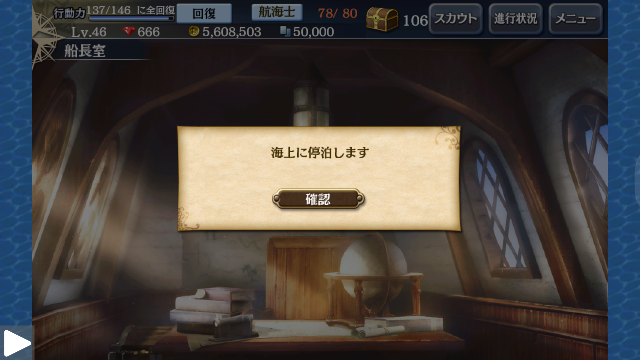 行動力 137/146 に全回復 回復 航海士 78/ 80 106 スカウト 進行状況 メニュー
Lv.46 666 5,608,503 50,000
船長室
海上に停泊します
確認